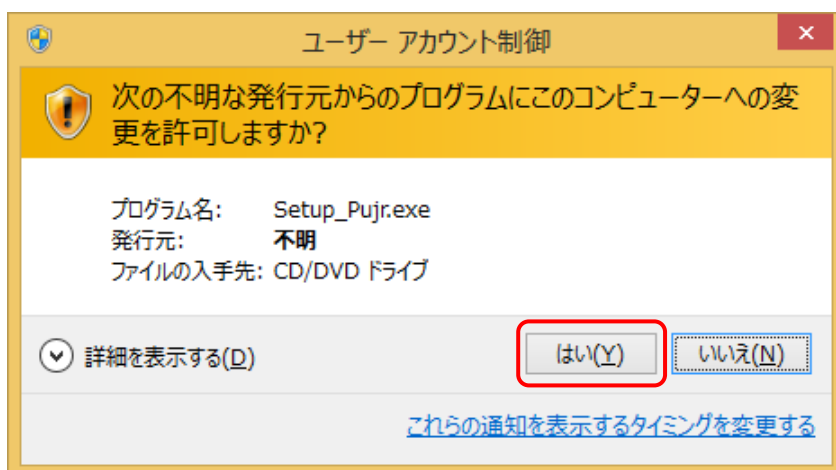 ユーザー アカウント制御
次の不明な発行元からのプログラムにこのコンピューターへの変
更を許可しますか?
プログラム名: Setup_Pujr.exe
発行元: 不明
ファイルの入手先: CD/DVD ドライブ
詳細を表示する(D) はい(Y) いいえ(N)
これらの通知を表示するタイミングを変更する